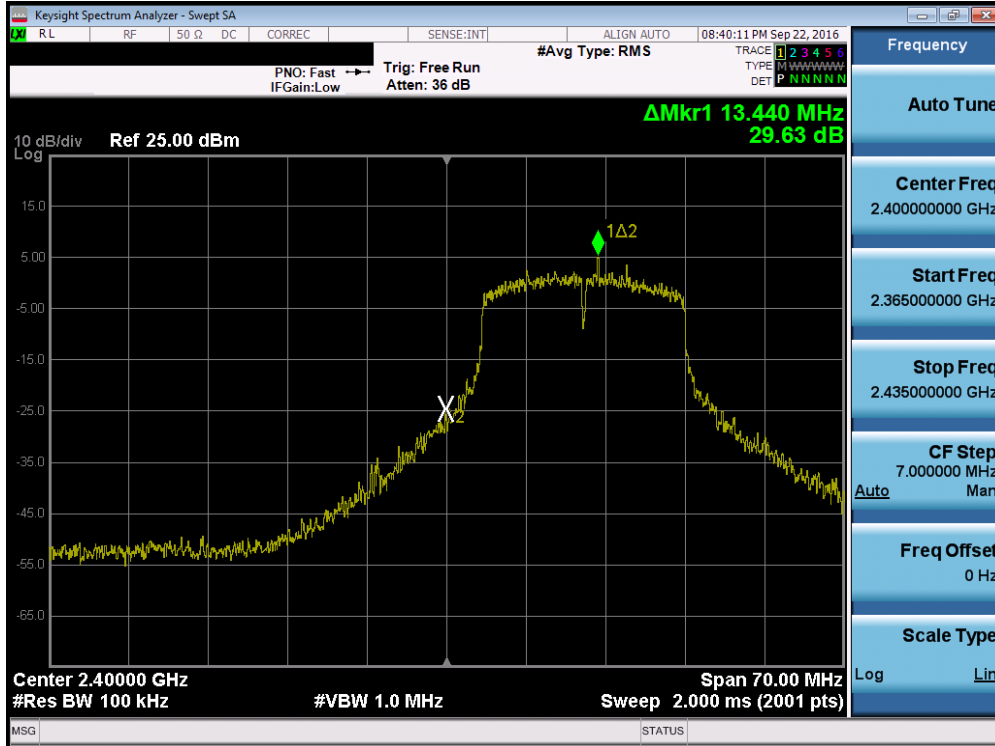 Keysight Spectrum Analyzer - Swept SA
LXI RL RF 50 Ω DC CORREC SENSE:INT ALIGN AUTO 08:40:11 PM Sep 22, 2016
#Avg Type: RMS
TRACE 1 2 3 4 5 6
PNO: Fast Trig: Free Run
TYPE M WWWWW
IFGain:Low Atten: 36 dB
DET P N N N N N
ΔMkr1 13.440 MHz
29.63 dB
10 dB/div Ref 25.00 dBm
Log
15.0
1Δ2
5.00
-5.00
-15.0
-25.0
X2
-35.0
-45.0
-55.0
-65.0
Center 2.40000 GHz Span 70.00 MHz
#Res BW 100 kHz #VBW 1.0 MHz Sweep 2.000 ms (2001 pts)
MSG STATUS
Frequency
Auto Tune
Center Freq
2.400000000 GHz
Start Freq
2.365000000 GHz
Stop Freq
2.435000000 GHz
CF Step
7.000000 MHz
Auto Man
Freq Offset
0 Hz
Scale Type
Log Lin